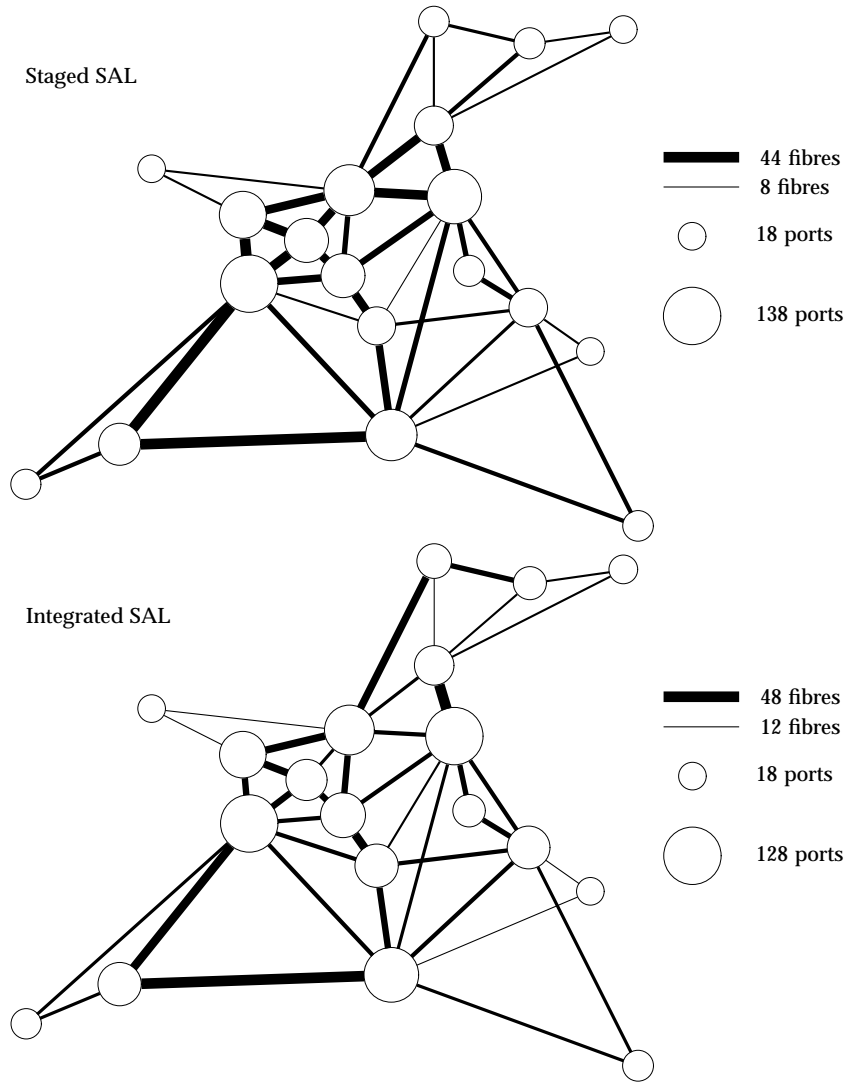 Staged SAL
44 fibres
8 fibres
18 ports
138 ports
Integrated SAL
48 fibres
12 fibres
18 ports
128 ports